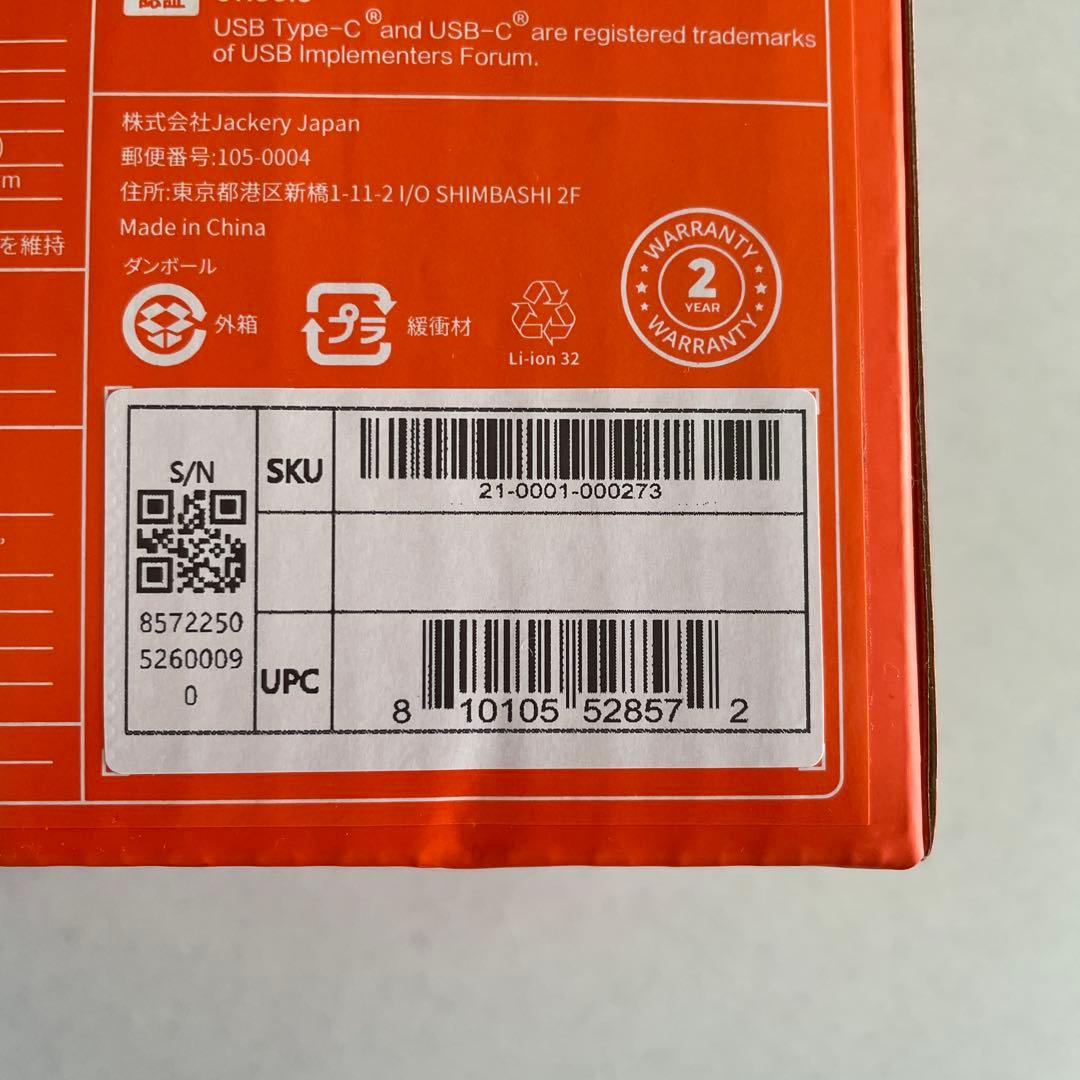 認証
USB Type-C®and USB-C®are registered trademarks
of USB Implementers Forum.
)
m
を維持
株式会社Jackery Japan
郵便番号:105-0004
住所:東京都港区新橋1-11-2 I/O SHIMBASHI 2F
Made in China
ダンボール
外箱
プラ
緩衝材
Li-ion 32
WARRANTY
2
YEAR
WARRANTY
S/N
8572250
5260009
0
SKU
21-0001-000273
UPC
8 10105 52857 2